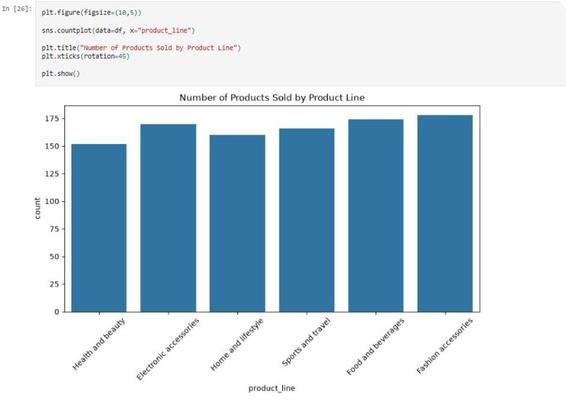 In [26]:
plt.figure(figsize=(10,5))
sns.countplot(data=df, x="product_line")
plt.title("Number of Products Sold by Product Line")
plt.xticks(rotation=45)
plt.show()
Number of Products Sold by Product Line
175
150
125
100
75
50
25
0
count
Health and beauty
Electronic accessories
Home and lifestyle
Sports and travel
Food and beverages
Fashion accessories
product_line